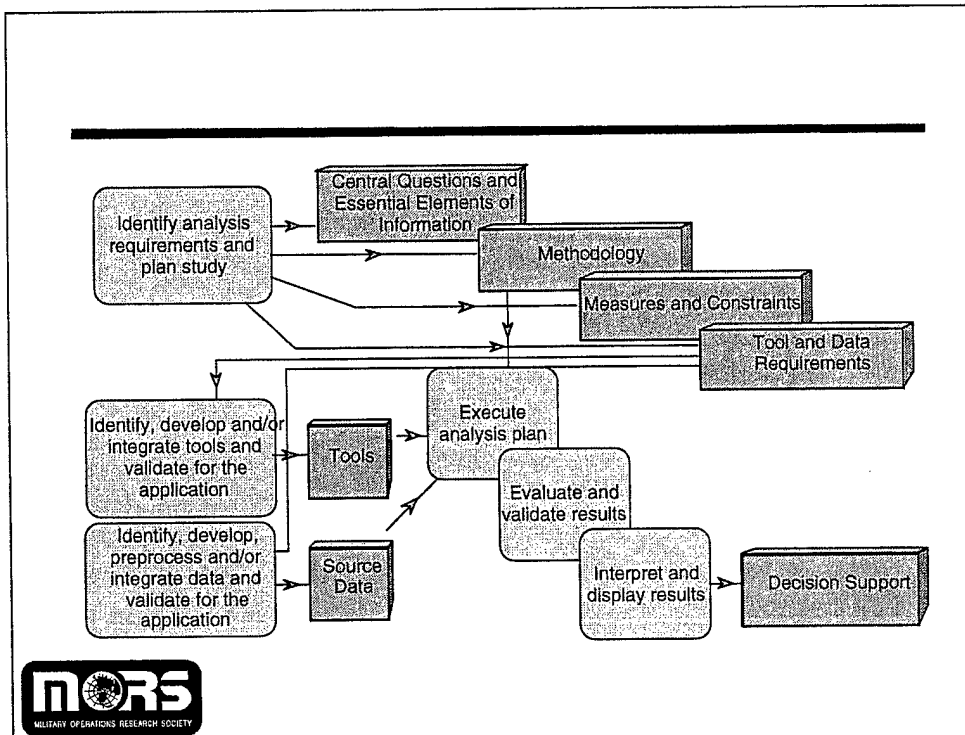 Central Questions and
Essential Elements of
Information
Identify analysis
requirements and
plan study
Methodology
Measures and Constraints
Tool and Data
Requirements
Execute
analysis plan
Identify, develop and/or
integrate tools and
validate for the
application
Tools
Evaluate and
validate results
Identify, develop,
preprocess and/or
integrate data and
validate for the
application
Source
Data
Interpret and
display results
Decision Support
MORS
MILITARY OPERATIONS RESEARCH SOCIETY